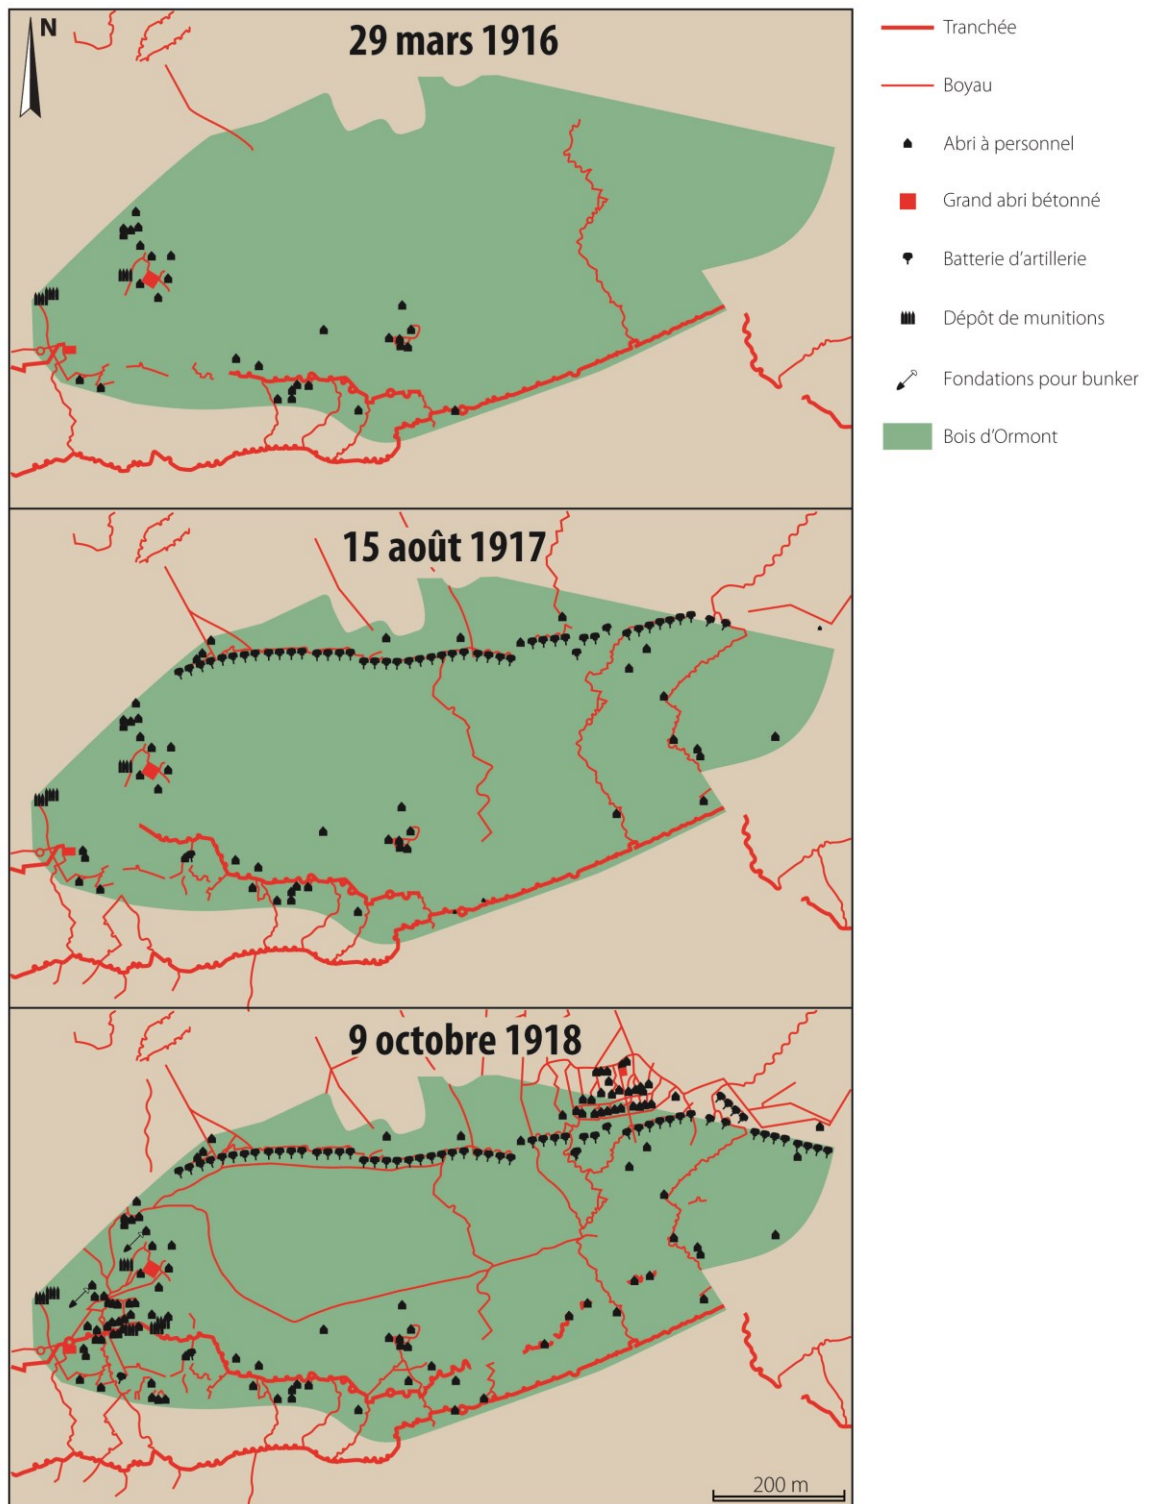 N
29 mars 1916
Tranchée
Boyau
Abri à personnel
Grand abri bétonné
Batterie d'artillerie
Dépôt de munitions
Fondations pour bunker
Bois d'Ormont
15 août 1917
9 octobre 1918
200 m